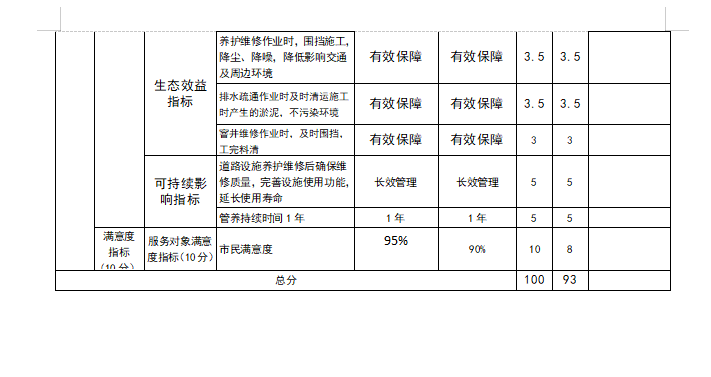 生态效益
指标
养护维修作业时，围挡施工，
降尘、降噪，降低影响交通
及周边环境
有效保障
有效保障
3.5
3.5
排水疏通作业时及时清运施工
时产生的淤泥，不污染环境
有效保障
有效保障
3.5
3.5
窨井维修作业时，及时围挡，
工完料清
有效保障
有效保障
3
3
可持续影
响指标
道路设施养护维修后确保维
修质量，完善设施使用功能，
延长使用寿命
长效管理
长效管理
5
5
管养持续时间1年
1年
1年
5
5
满意度
指标
(10分)
服务对象满意
度指标(10分)
市民满意度
95%
90%
10
8
总分
100
93